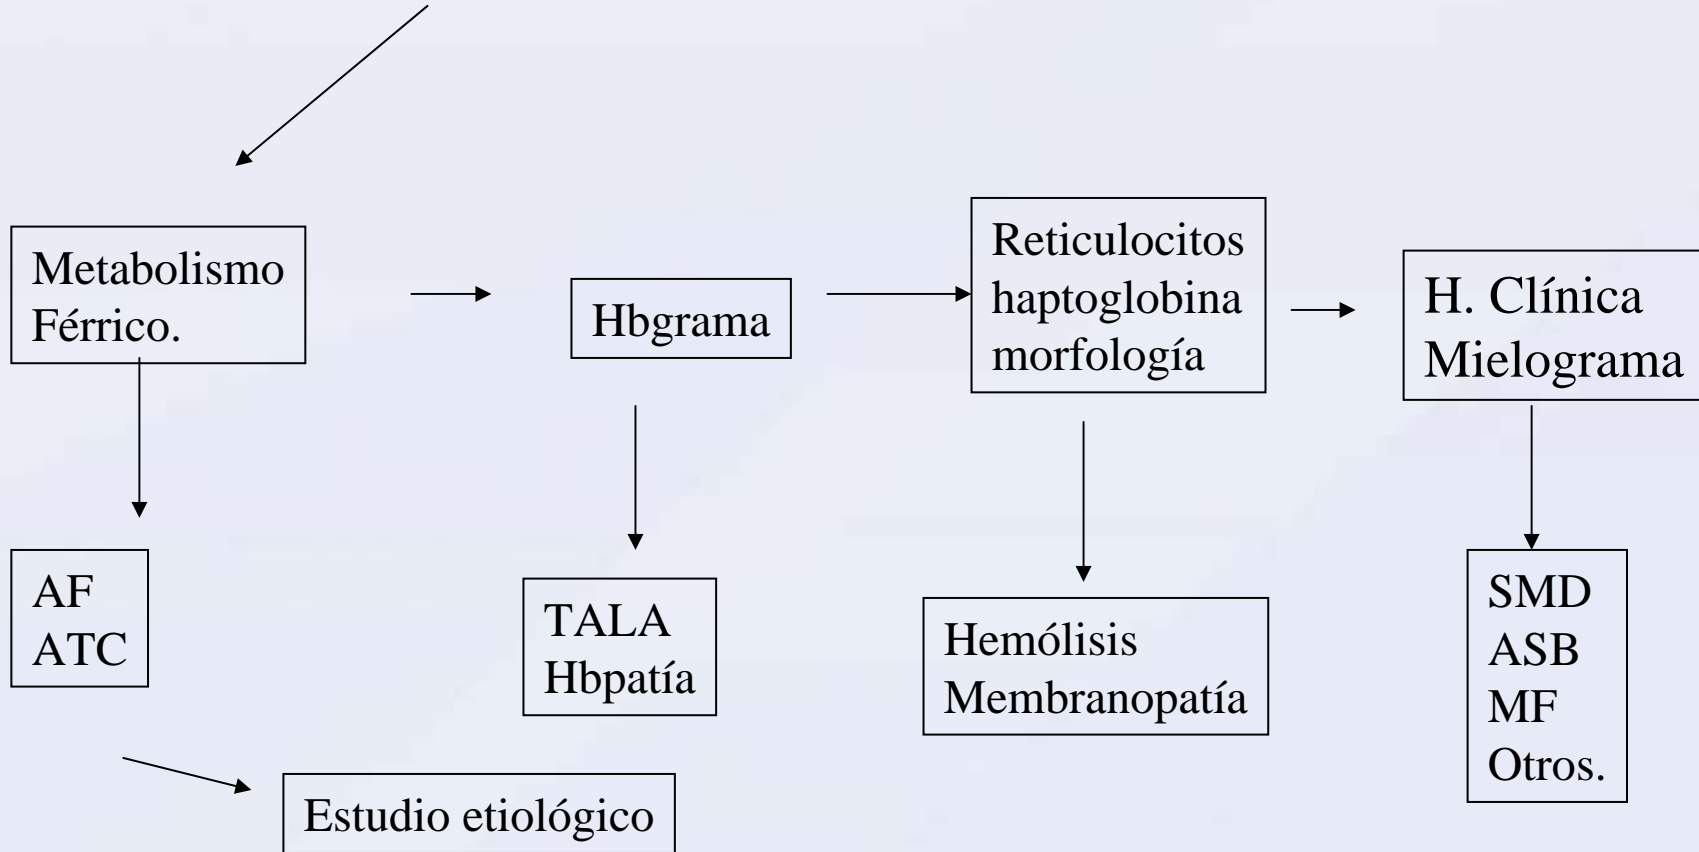 Metabolismo
Férrico.
Hbgrama
Reticulocitos
haptoglobina
morfología
H. Clínica
Mielograma
AF
ATC
TALA
Hbpatía
Hemólisis
Membranopatía
SMD
ASB
MF
Otros.
Estudio etiológico